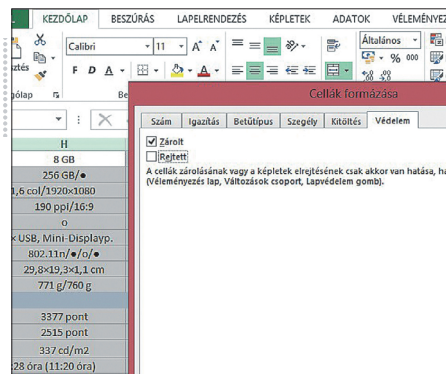 KEZDŐLAP BESZÚRÁS LAPELRENDEZÉS KÉPLETEK ADATOK VÉLEMÉNYEZ
Calibri 11 A A Általános
F D A A % 000
Cellák formázása
Szám Igazítás Betűtípus Szegély Kitöltés Védelem
Zárolt
Rejtett
A cellák zárolásának vagy a képletek elrejtésének csak akkor van hatása, ha
(Véleményezés lap, Változások csoport, Lapvédelem gomb).
H
8 GB
256 GB/●
1,6 col/1920×1080
190 ppi/16:9
o
× USB, Mini-Displayp.
802.11n/●/o/●
29,8×19,3×1,1 cm
771 g/760 g
3377 pont
2515 pont
337 cd/m2
:28 óra (11:20 óra)